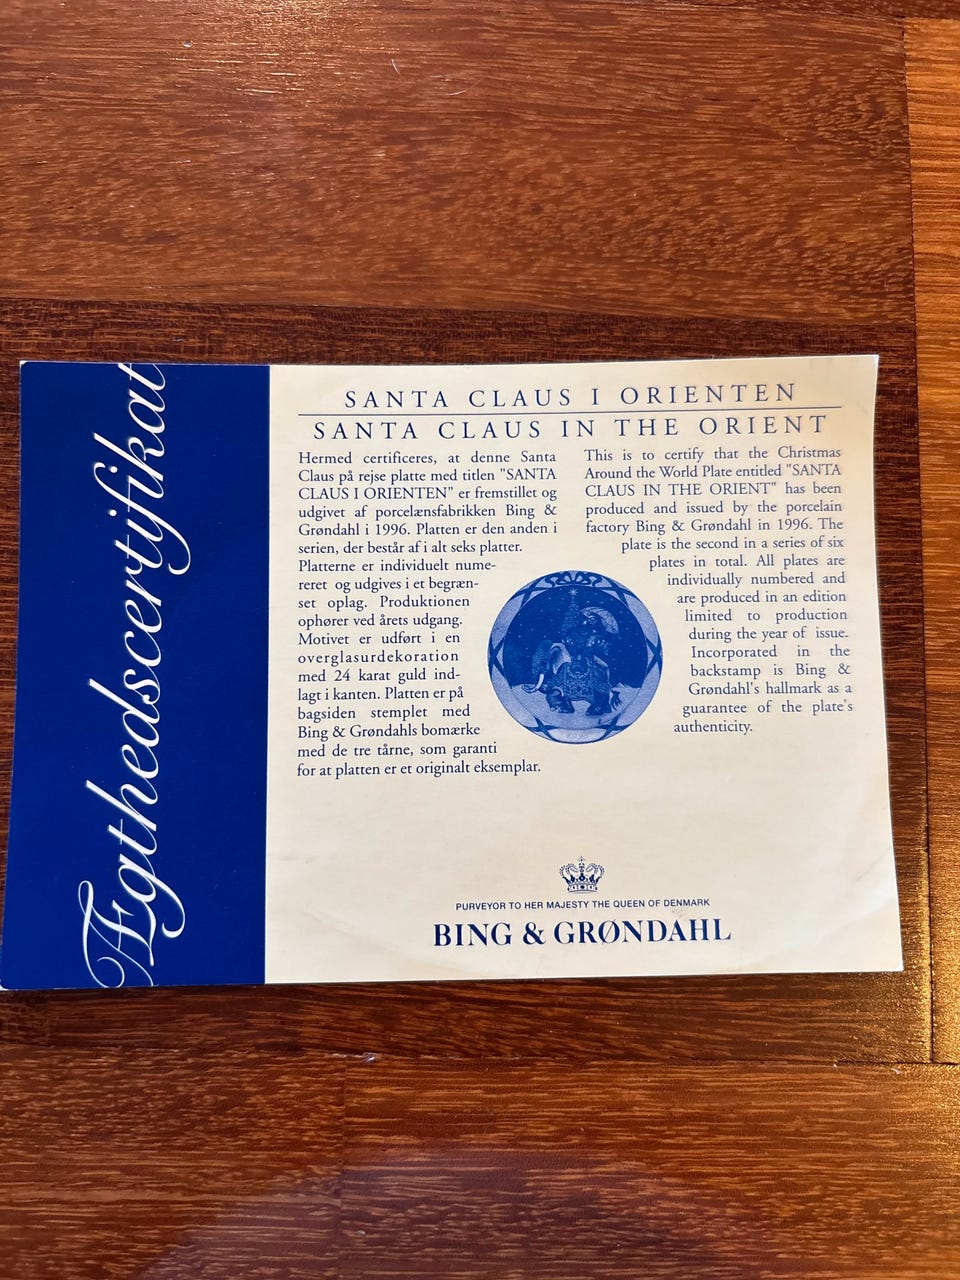 Ægthedscertifikat
SANTA CLAUS I ORIENTEN
SANTA CLAUS IN THE ORIENT
Hermed certificeres, at denne Santa
Claus på rejse platte med titlen "SANTA
CLAUS I ORIENTEN" er fremstillet og
udgivet af porcelænsfabrikken Bing &
Grøndahl i 1996. Platten er den anden i
serien, der består af i alt seks platter.
Platterne er individuelt nume-
reret og udgives i et begræn-
set oplag. Produktionen
ophører ved årets udgang.
Motivet er udført i en
overglasurdekoration
med 24 karat guld ind-
lagt i kanten. Platten er på
bagsiden stemplet med
Bing & Grøndahls bomærke
med de tre tårne, som garanti
for at platten er et originalt eksemplar.
This is to certify that the Christmas
Around the World Plate entitled "SANTA
CLAUS IN THE ORIENT" has been
produced and issued by the porcelain
factory Bing & Grøndahl in 1996. The
plate is the second in a series of six
plates in total. All plates are
individually numbered and
are produced in an edition
limited to production
during the year of issue.
Incorporated in the
backstamp is Bing &
Grøndahl's hallmark as a
guarantee of the plate's
authenticity.
PURVEYOR TO HER MAJESTY THE QUEEN OF DENMARK
BING & GRØNDAHL